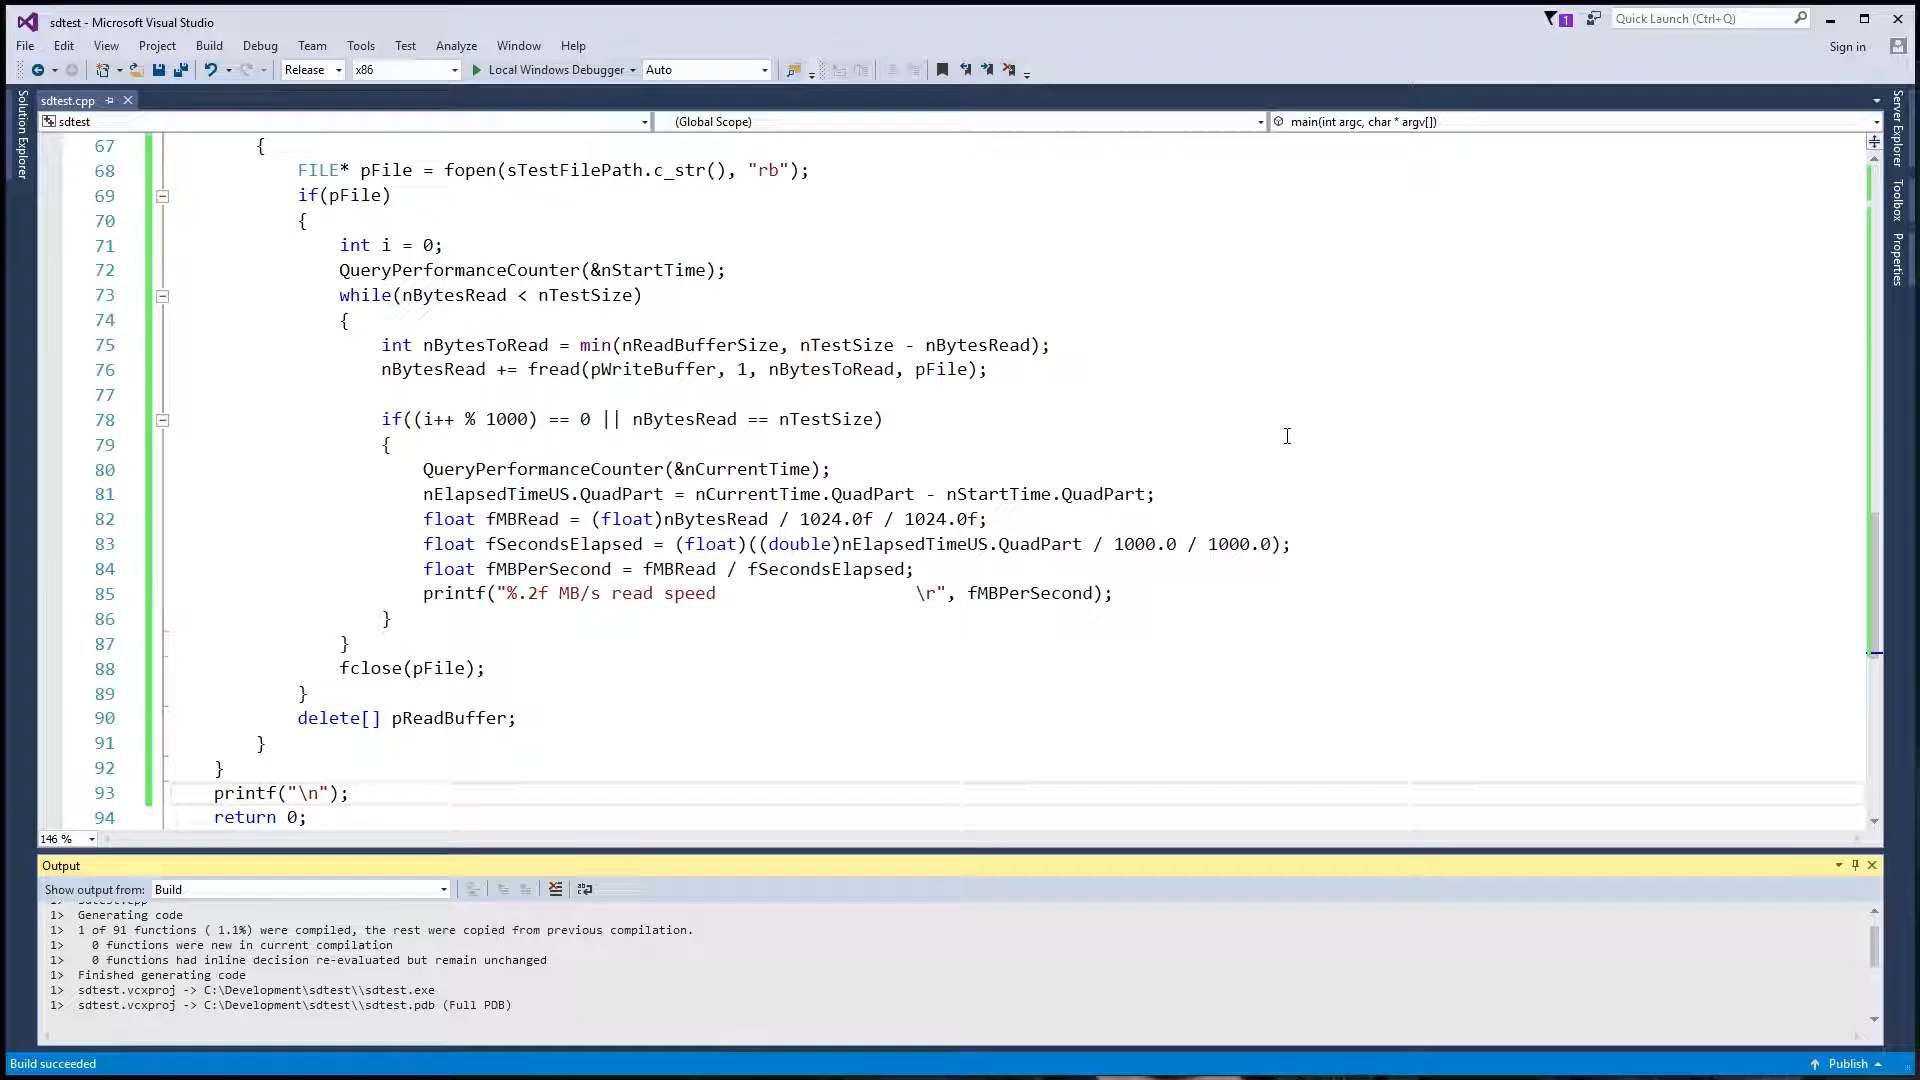 sdtest - Microsoft Visual Studio
1
Quick Launch (Ctrl+Q)
File Edit View Project Build Debug Team Tools Test Analyze Window Help
Sign in
Release x86 Local Windows Debugger Auto
Solution Explorer
Server Explorer
Toolbox
Properties
sdtest.cpp
sdtest (Global Scope) main(int argc, char * argv[])
67 {
68 FILE* pFile = fopen(sTestFilePath.c_str(), "rb");
69 if(pFile)
70 {
71 int i = 0;
72 QueryPerformanceCounter(&nStartTime);
73 while(nBytesRead < nTestSize)
74 {
75 int nBytesToRead = min(nReadBufferSize, nTestSize - nBytesRead);
76 nBytesRead += fread(pWriteBuffer, 1, nBytesToRead, pFile);
77
78 if((i++ % 1000) == 0 || nBytesRead == nTestSize)
79 {
80 QueryPerformanceCounter(&nCurrentTime);
81 nElapsedTimeUS.QuadPart = nCurrentTime.QuadPart - nStartTime.QuadPart;
82 float fMBRead = (float)nBytesRead / 1024.0f / 1024.0f;
83 float fSecondsElapsed = (float)((double)nElapsedTimeUS.QuadPart / 1000.0 / 1000.0);
84 float fMBPerSecond = fMBRead / fSecondsElapsed;
85 printf("%.2f MB/s read speed                   \r", fMBPerSecond);
86 }
87 }
88 fclose(pFile);
89 }
90 delete[] pReadBuffer;
91 }
92 }
93 printf("\n");
94 return 0;
146 %
Output
Show output from: Build
1> sdtest.cpp
1> Generating code
1> 1 of 91 functions ( 1.1%) were compiled, the rest were copied from previous compilation.
1> 0 functions were new in current compilation
1> 0 functions had inline decision re-evaluated but remain unchanged
1> Finished generating code
1> sdtest.vcxproj -> C:\Development\sdtest\\sdtest.exe
1> sdtest.vcxproj -> C:\Development\sdtest\\sdtest.pdb (Full PDB)
Build succeeded
Publish